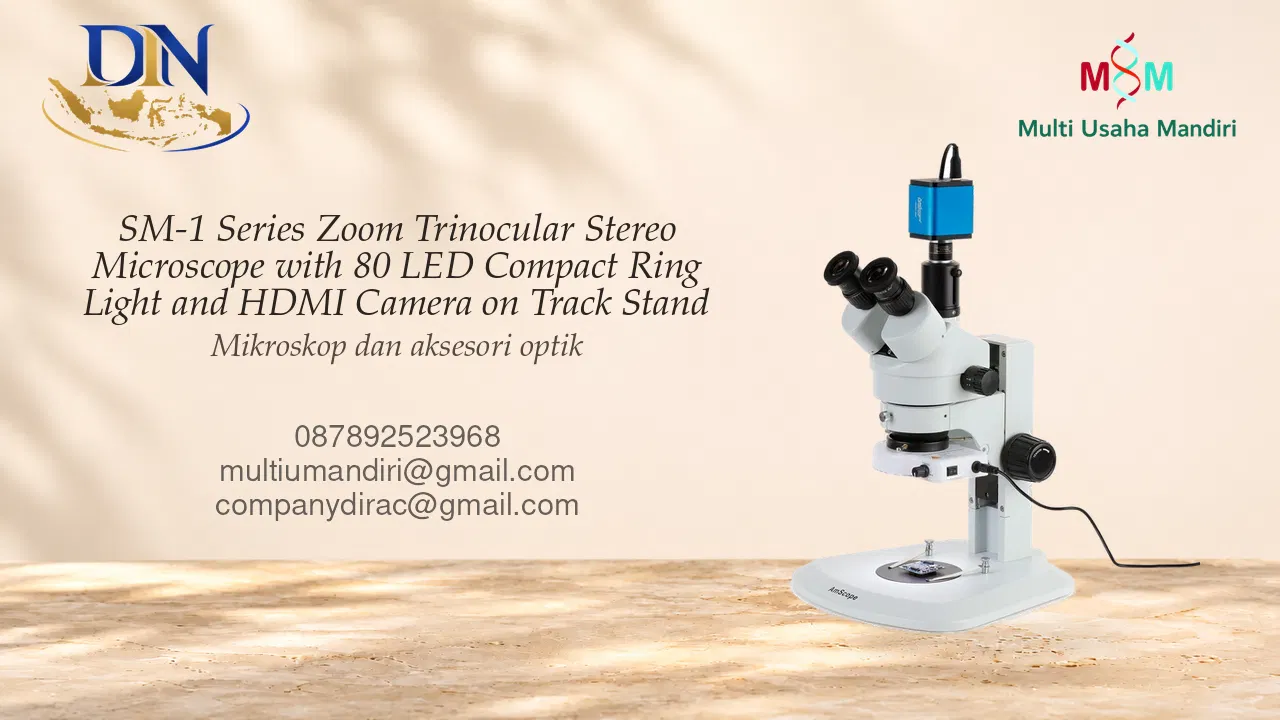 DIN
M M
Multi Usaha Mandiri
SM-1 Series Zoom Trinocular Stereo
Microscope with 80 LED Compact Ring
Light and HDMI Camera on Track Stand
Mikroskop dan aksesori optik
087892523968
multiumandiri@gmail.com
companydirac@gmail.com
AmScope